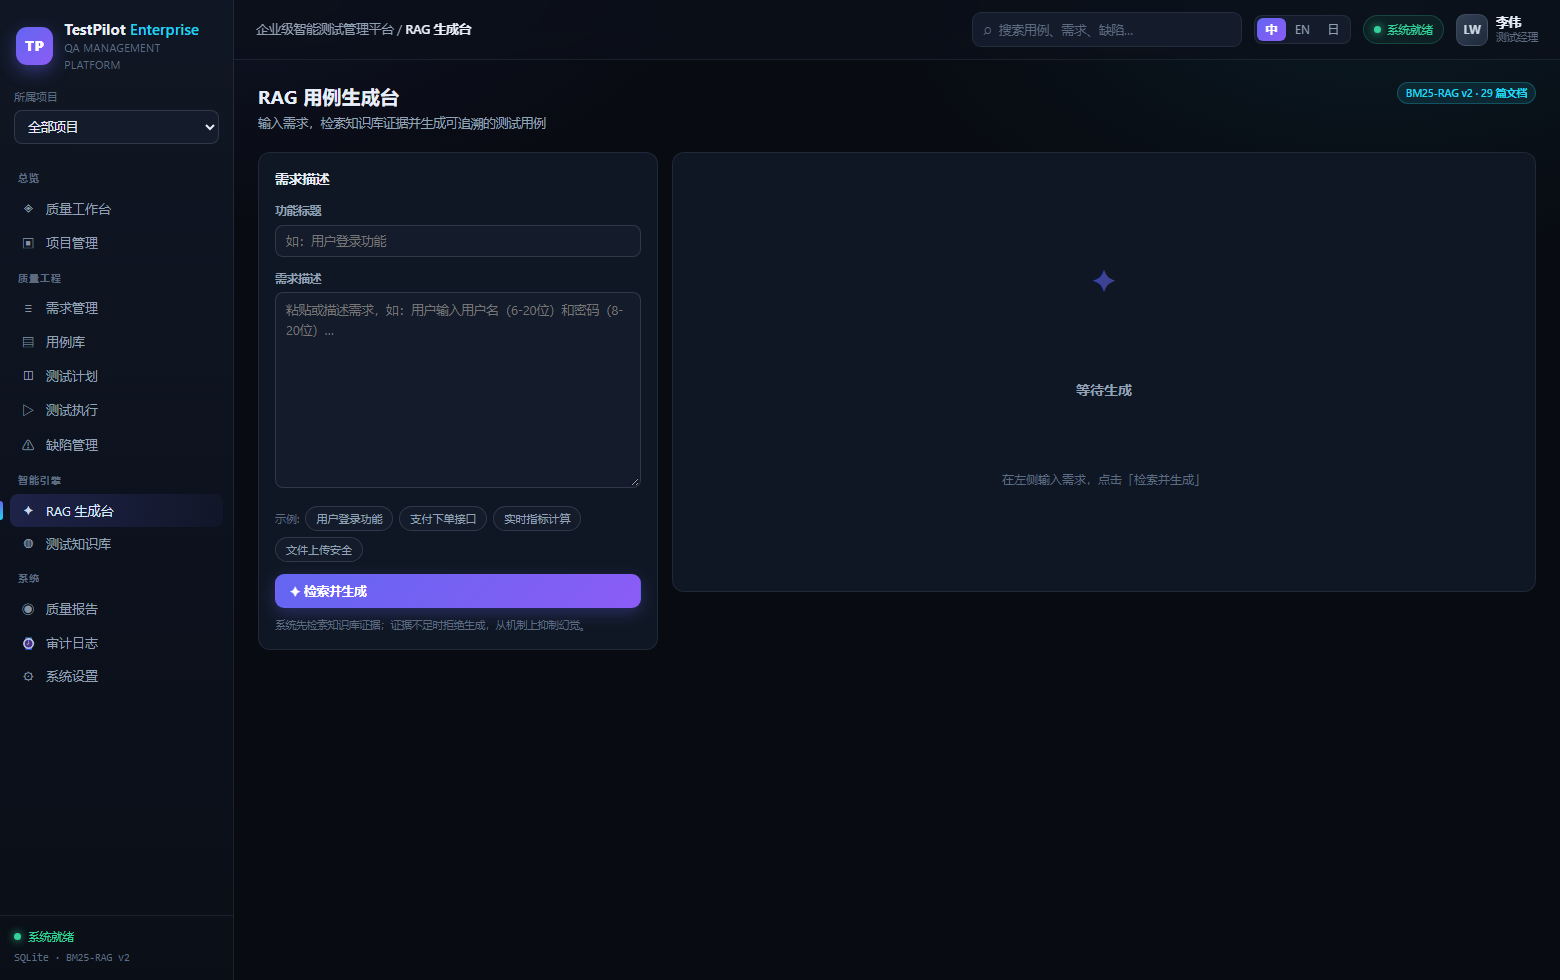 TP
TestPilot Enterprise
QA MANAGEMENT
PLATFORM
所属项目
全部项目
总览
质量工作台
项目管理
质量工程
需求管理
用例库
测试计划
测试执行
缺陷管理
智能引擎
RAG 生成台
测试知识库
系统
质量报告
审计日志
系统设置
系统就绪
SQLite · BM25-RAG v2
企业级智能测试管理平台 / RAG 生成台
搜索用例、需求、缺陷...
中 EN 日
系统就绪
LW
李伟
测试经理
RAG 用例生成台
输入需求，检索知识库证据并生成可追溯的测试用例
BM25-RAG v2 · 29 篇文档
需求描述
功能标题
如：用户登录功能
需求描述
粘贴或描述需求，如：用户输入用户名（6-20位）和密码（8-
20位）...
示例:
用户登录功能
支付下单接口
实时指标计算
文件上传安全
✦ 检索并生成
系统先检索知识库证据；证据不足时拒绝生成，从机制上抑制幻觉。
等待生成
在左侧输入需求，点击「检索并生成」